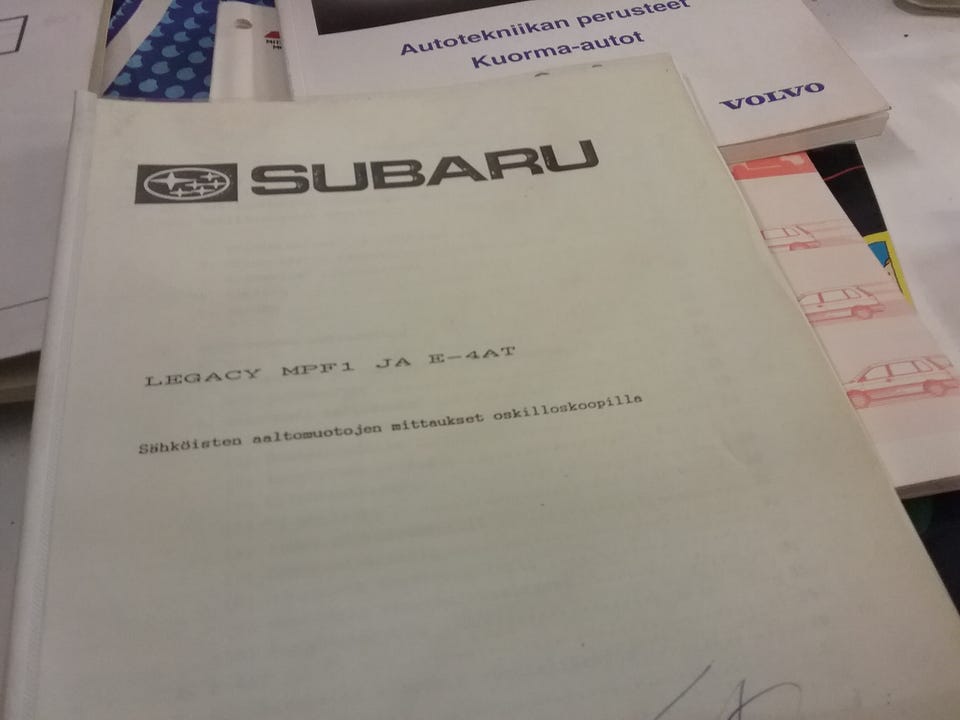 Autotekniikan perusteet
Kuorma-autot
VOLVO
SUBARU
LEGACY MPF1 JA E-4AT
Sähköisten aaltomuotojen mittaukset oskilloskoopilla